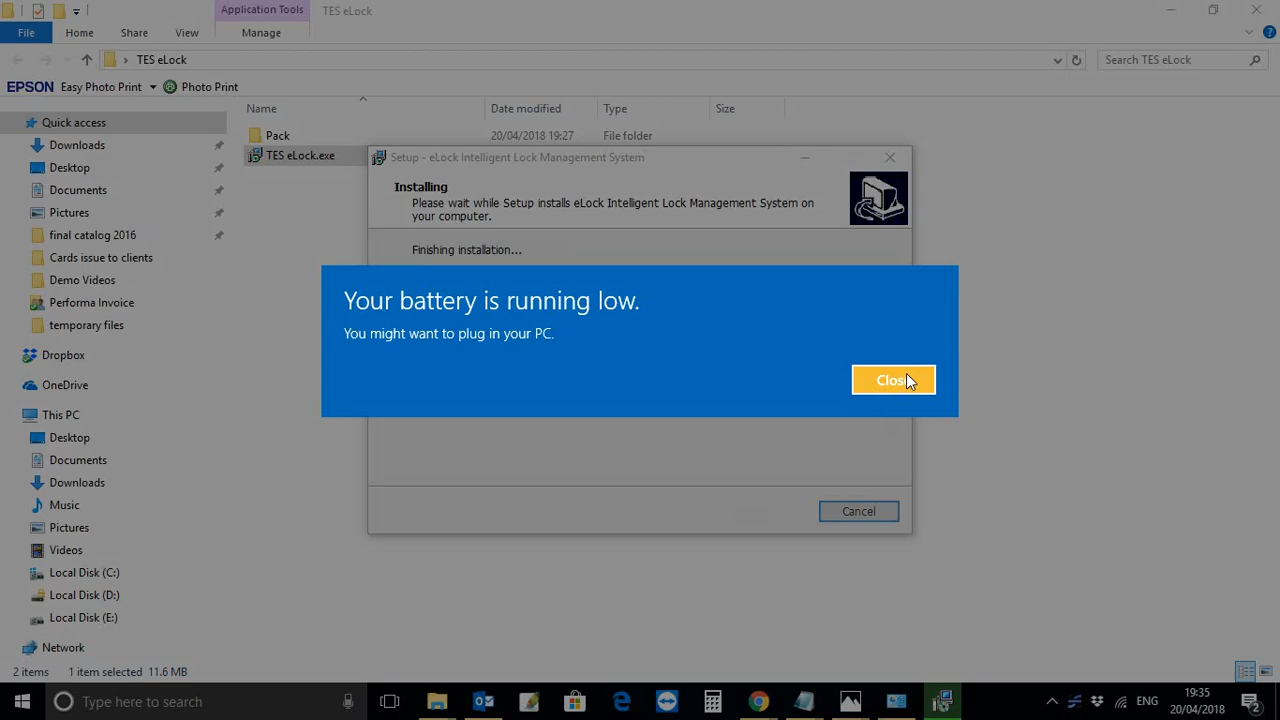 Application Tools
TES eLock
File
Home
Share
View
Manage
TES eLock
Search TES eLock
EPSON Easy Photo Print
Photo Print
Name
Date modified
Type
Size
Quick access
Downloads
Desktop
Documents
Pictures
final catalog 2016
Cards issue to clients
Demo Videos
Performa Invoice
temporary files
Dropbox
OneDrive
This PC
Desktop
Documents
Downloads
Music
Pictures
Videos
Local Disk (C:)
Local Disk (D:)
Local Disk (E:)
Network
Pack
20/04/2018 19:27
File folder
TES eLock.exe
Setup - eLock Intelligent Lock Management System
Installing
Please wait while Setup installs eLock Intelligent Lock Management System on
your computer.
Finishing installation...
Your battery is running low.
You might want to plug in your PC.
Close
Cancel
2 items
1 item selected 11.6 MB
Type here to search
ENG
19:35
20/04/2018
2